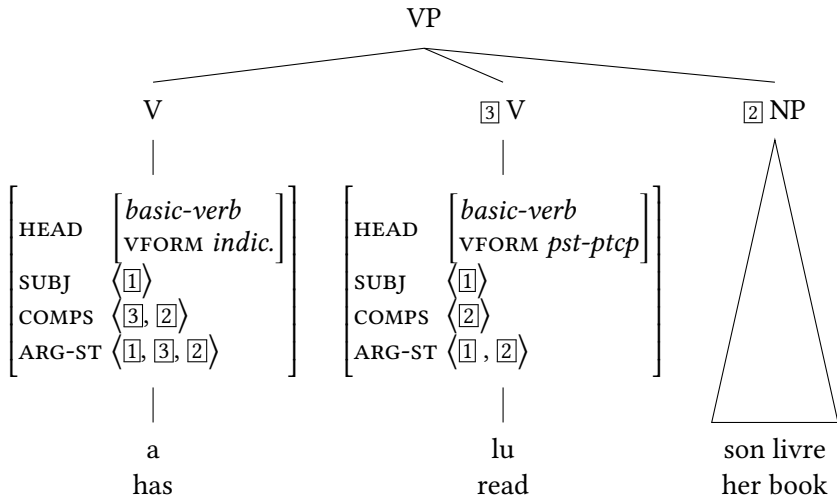 VP
V 3 V 2 NP
HEAD [basic-verb VFORM indic.] HEAD [basic-verb VFORM pst-ptcp]
SUBJ ⟨1⟩ SUBJ ⟨1⟩
COMPS ⟨3, 2⟩ COMPS ⟨2⟩
ARG-ST ⟨1, 3, 2⟩ ARG-ST ⟨1 , 2⟩
a lu son livre
has read her book